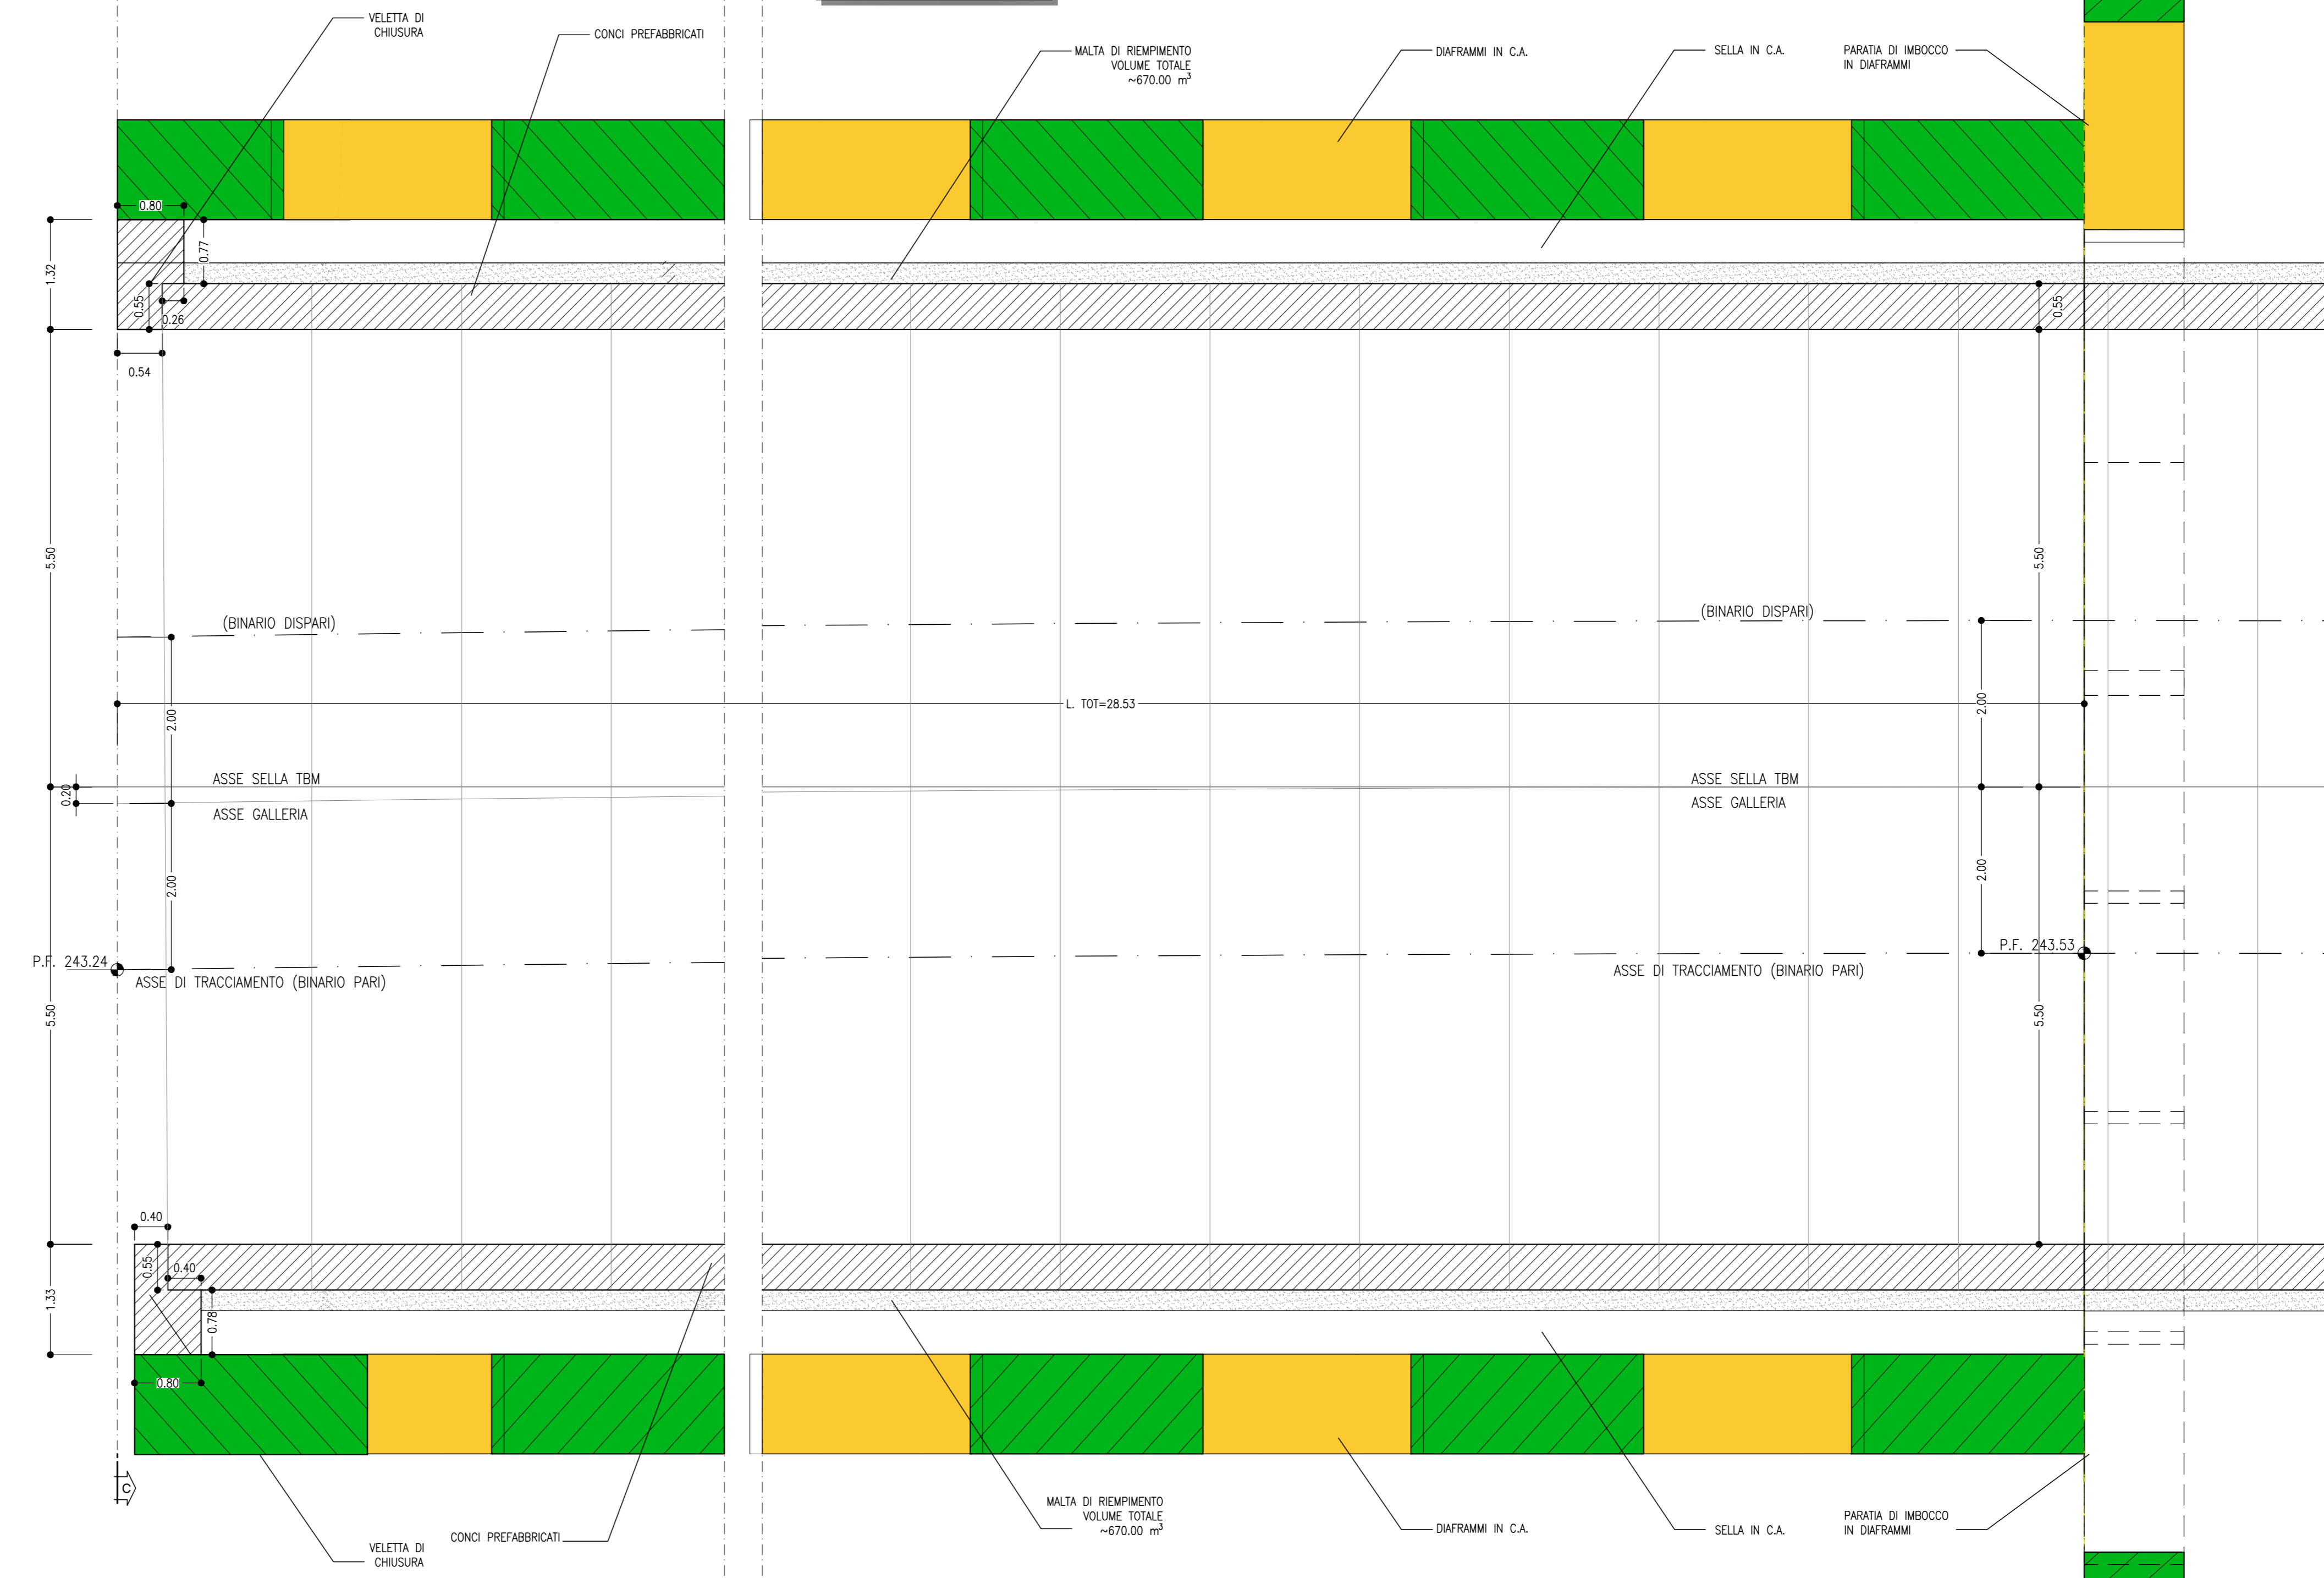 VELETTA DI
CHIUSURA
CONCI PREFABBRICATI
MALTA DI RIEMPIMENTO
VOLUME TOTALE
~670.00 m³
DIAFRAMMI IN C.A.
SELLA IN C.A.
PARATIA DI IMBOCCO
IN DIAFRAMMI
0.80
0.77
1.32
0.55
0.26
0.54
0.55
5.50
5.50
(BINARIO DISPARI)
(BINARIO DISPARI)
2.00
L. TOT=28.53
2.00
ASSE SELLA TBM
ASSE SELLA TBM
0.20
ASSE GALLERIA
ASSE GALLERIA
2.00
2.00
P.F. 243.24
P.F. 243.53
ASSE DI TRACCIAMENTO (BINARIO PARI)
ASSE DI TRACCIAMENTO (BINARIO PARI)
5.50
5.50
0.40
0.55
0.40
1.33
0.78
0.80
C
MALTA DI RIEMPIMENTO
VOLUME TOTALE
~670.00 m³
DIAFRAMMI IN C.A.
SELLA IN C.A.
PARATIA DI IMBOCCO
IN DIAFRAMMI
CONCI PREFABBRICATI
VELETTA DI
CHIUSURA